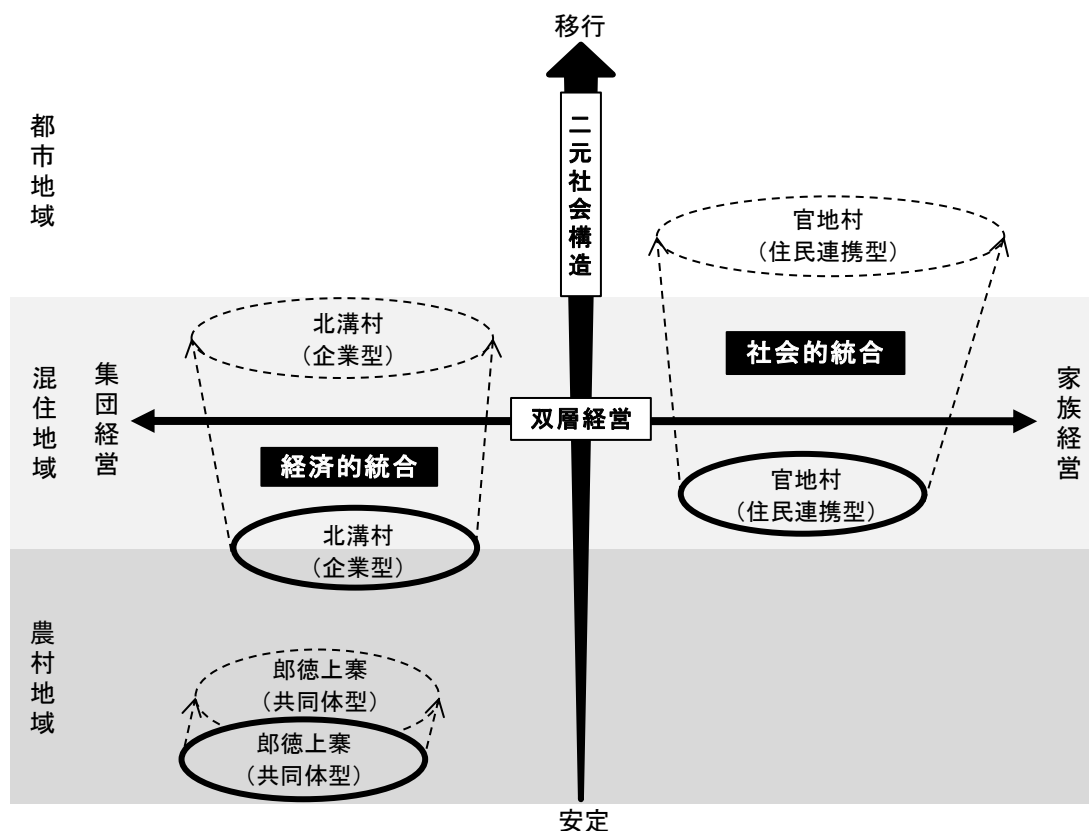 移行
都市地域
二元社会構造
官地村
（住民連携型）
北溝村
（企業型）
社会的統合
混住地域
集団経営
双層経営
家族経営
経済的統合
官地村
（住民連携型）
北溝村
（企業型）
農村地域
郎徳上寨
（共同体型）
郎徳上寨
（共同体型）
安定